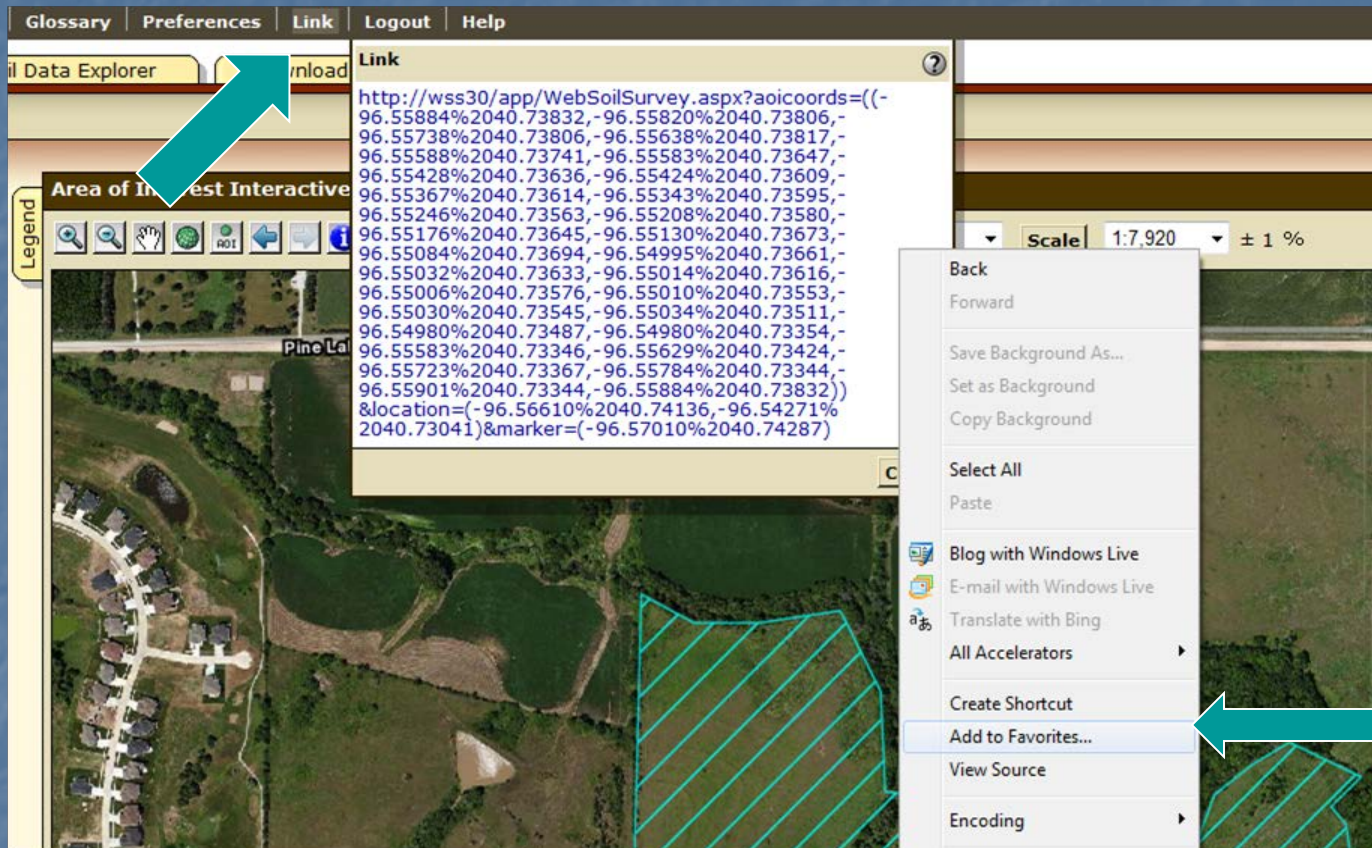 Glossary Preferences Link Logout Help
il Data Explorer
nload
Link
http://wss30/app/WebSoilSurvey.aspx?aoicoords=((-
96.55884%2040.73832,-96.55820%2040.73806,-
96.55738%2040.73806,-96.55638%2040.73817,-
96.55588%2040.73741,-96.55583%2040.73647,-
96.55428%2040.73636,-96.55424%2040.73609,-
96.55367%2040.73614,-96.55343%2040.73595,-
96.55246%2040.73563,-96.55208%2040.73580,-
96.55176%2040.73645,-96.55130%2040.73673,-
96.55084%2040.73694,-96.54995%2040.73661,-
96.55032%2040.73633,-96.55014%2040.73616,-
96.55006%2040.73576,-96.55010%2040.73553,-
96.55030%2040.73545,-96.55034%2040.73511,-
96.54980%2040.73487,-96.54980%2040.73354,-
96.55583%2040.73346,-96.55629%2040.73424,-
96.55723%2040.73367,-96.55784%2040.73344,-
96.55901%2040.73344,-96.55884%2040.73832))
&location=(-96.56610%2040.74136,-96.54271%
2040.73041)&marker=(-96.57010%2040.74287)
C
Area of In rest Interactive
Legend
AOI
Scale 1:7,920 ± 1 %
Pine La
Back
Forward
Save Background As...
Set as Background
Copy Background
Select All
Paste
Blog with Windows Live
E-mail with Windows Live
Translate with Bing
All Accelerators
Create Shortcut
Add to Favorites...
View Source
Encoding